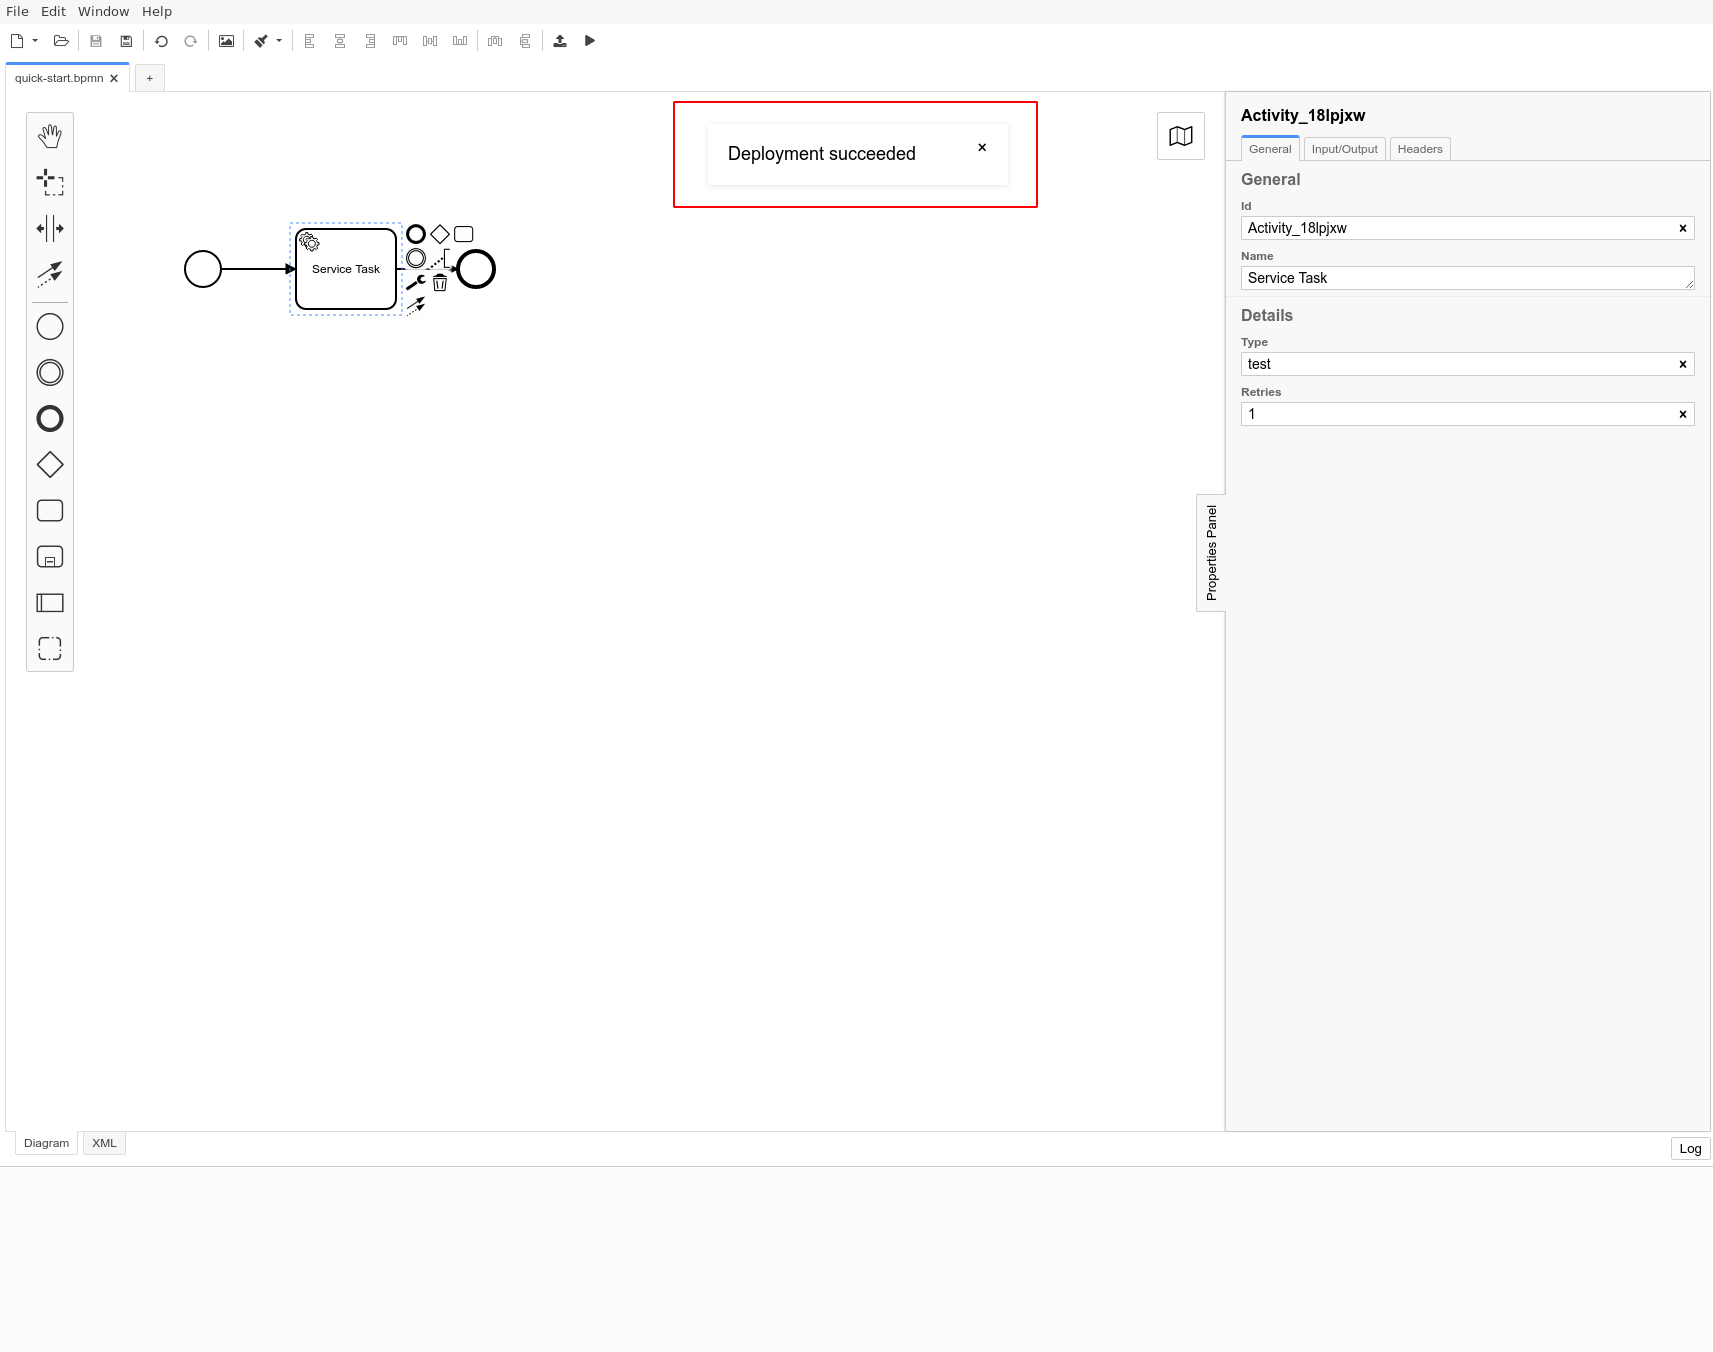 File Edit Window Help
quick-start.bpmn
+
Deployment succeeded
Service Task
Activity_18lpjxw
General Input/Output Headers
General
Id
Activity_18lpjxw
Name
Service Task
Details
Type
test
Retries
1
Properties Panel
Diagram XML
Log